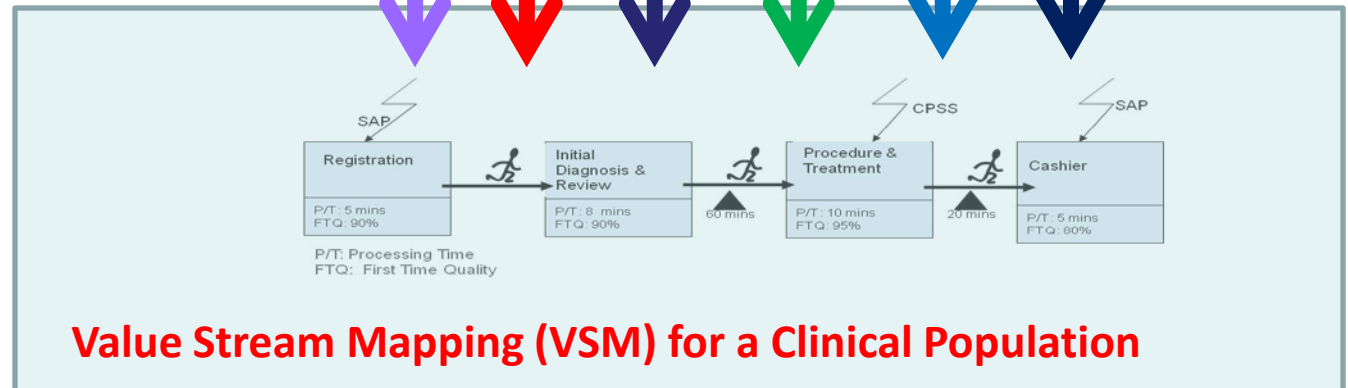 SAP
CPSS
SAP
Registration
P/T: 5 mins
FTQ: 90%
Initial
Diagnosis &
Review
P/T: 8 mins
FTQ: 90%
60 mins
Procedure &
Treatment
P/T: 10 mins
FTQ: 95%
20 mins
Cashier
P/T: 5 mins
FTQ: 80%
P/T: Processing Time
FTQ: First Time Quality
Value Stream Mapping (VSM) for a Clinical Population